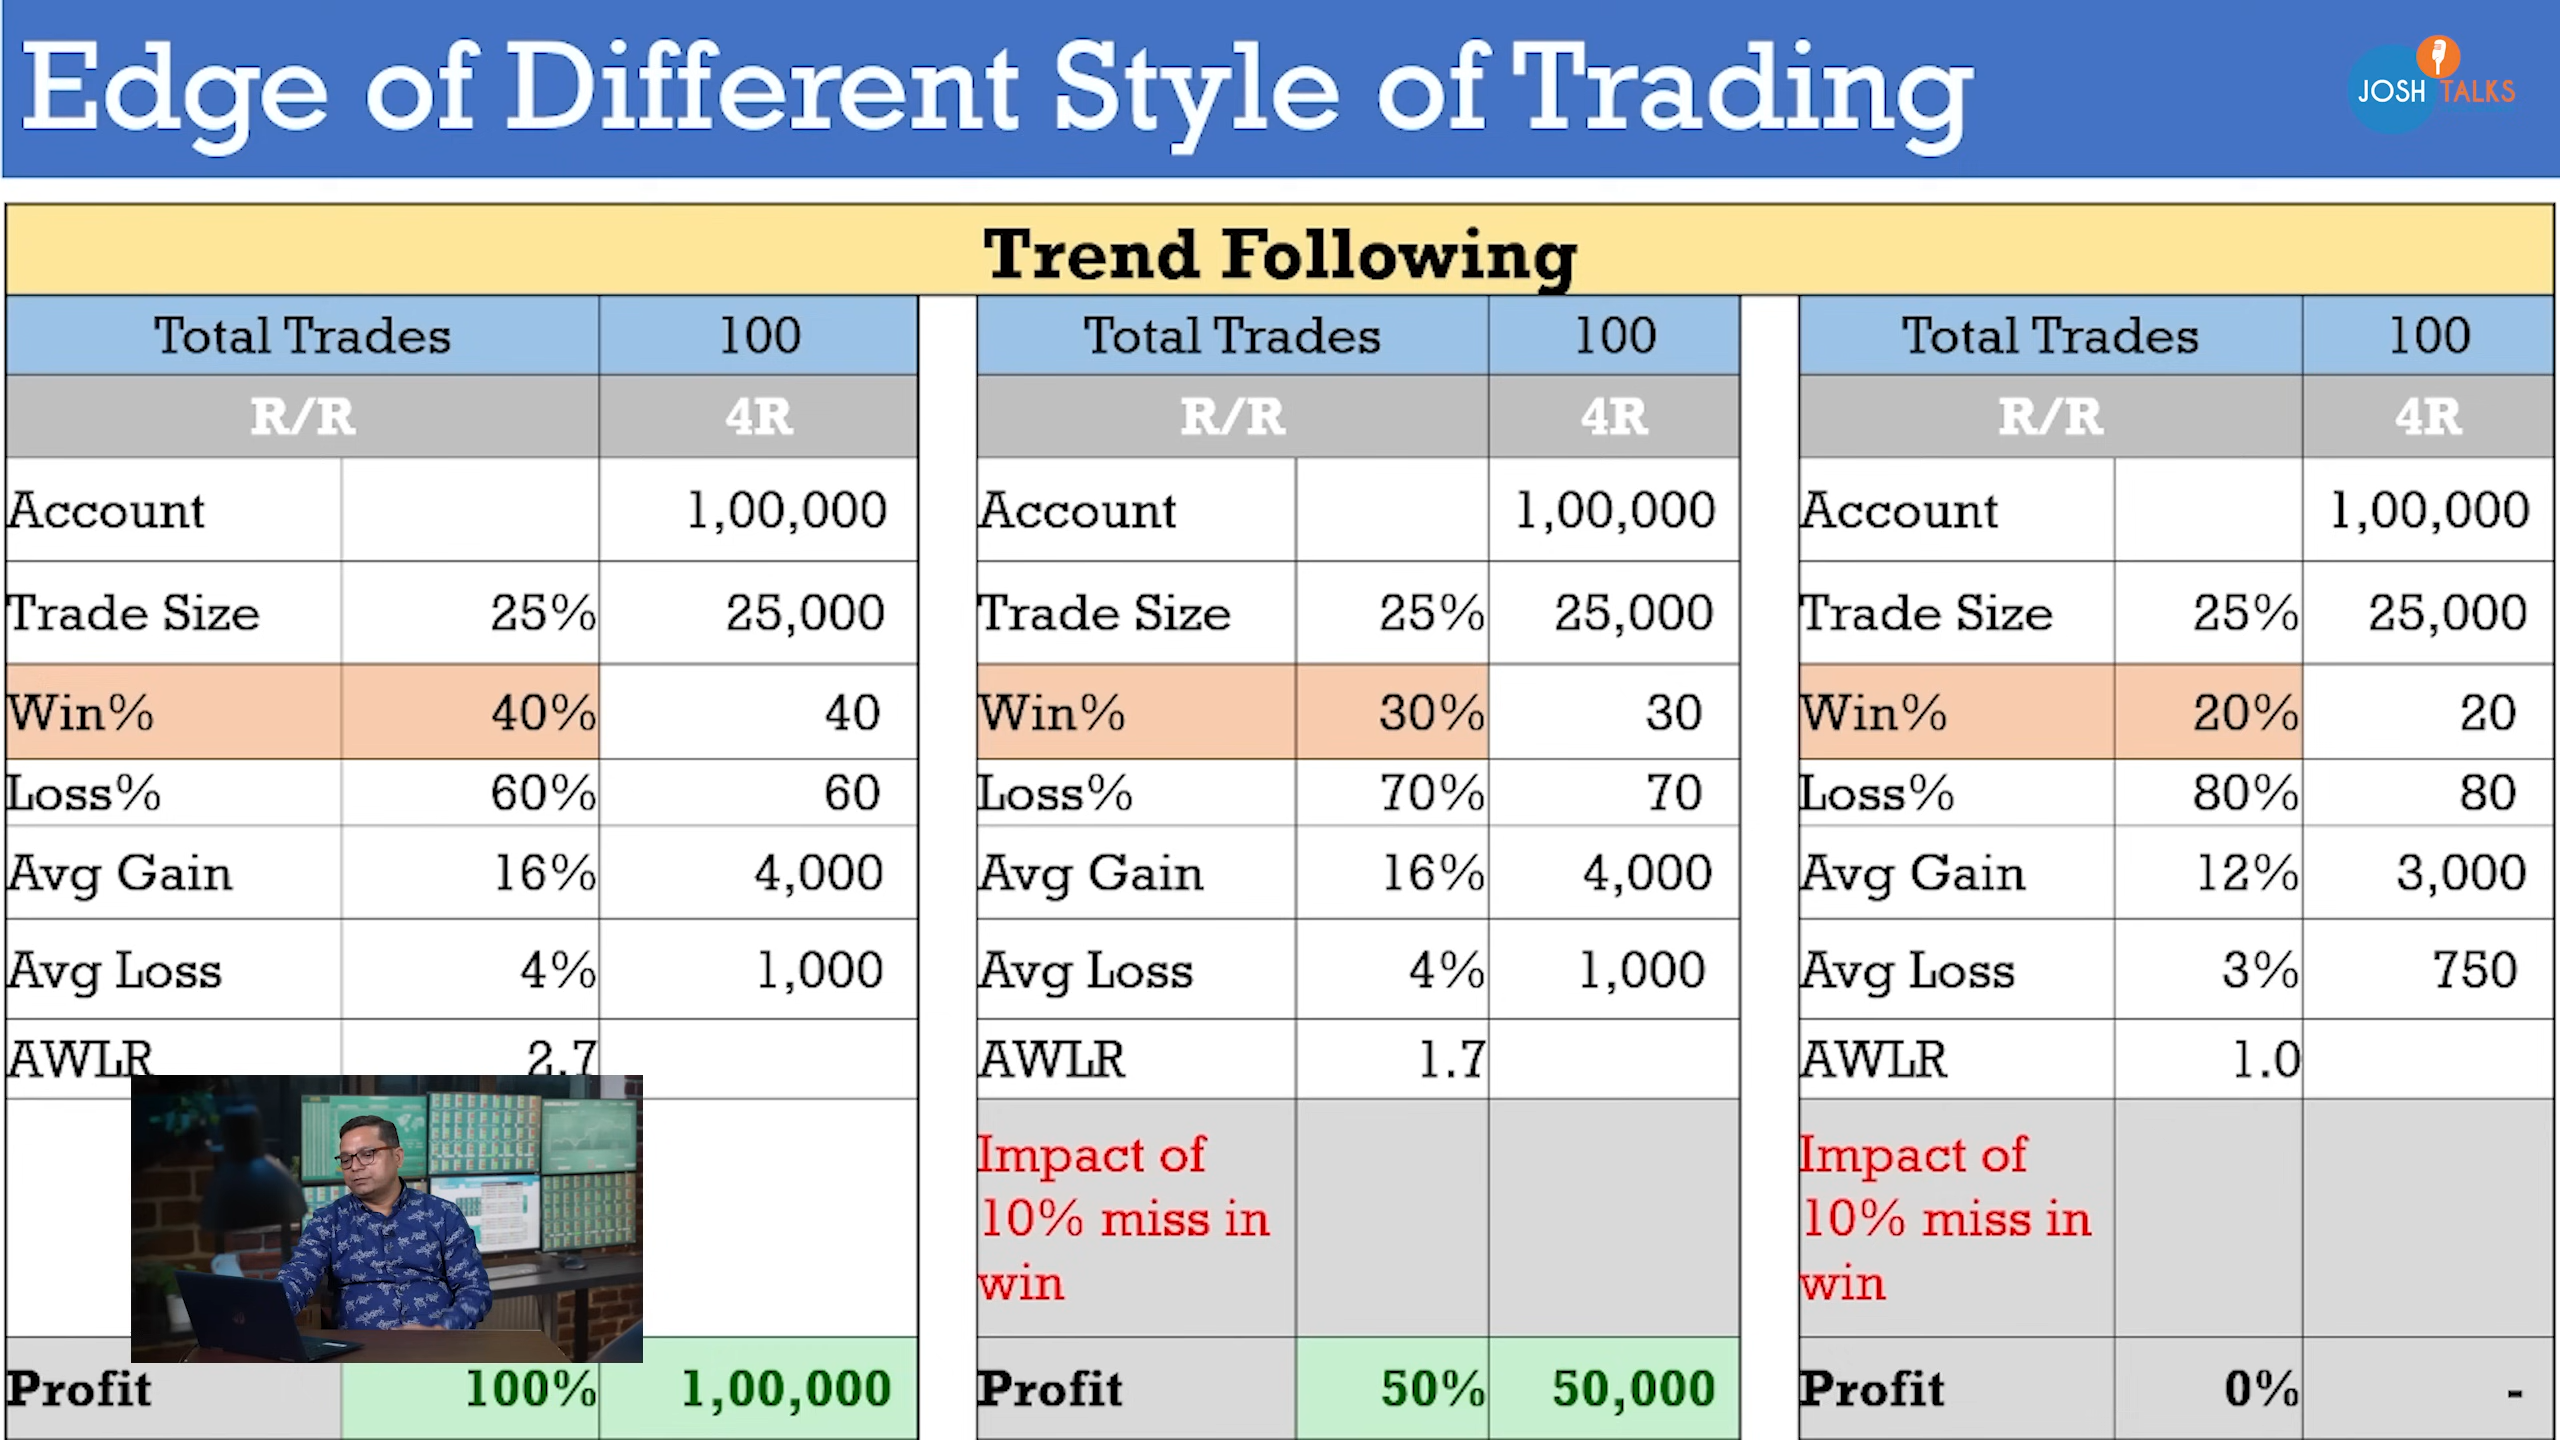 Edge of Different Style of Trading
JOSH TALKS
Trend Following
Total Trades 100 Total Trades 100 Total Trades 100
R/R 4R R/R 4R R/R 4R
Account 1,00,000 Account 1,00,000 Account 1,00,000
Trade Size 25% 25,000 Trade Size 25% 25,000 Trade Size 25% 25,000
Win% 40% 40 Win% 30% 30 Win% 20% 20
Loss% 60% 60 Loss% 70% 70 Loss% 80% 80
Avg Gain 16% 4,000 Avg Gain 16% 4,000 Avg Gain 12% 3,000
Avg Loss 4% 1,000 Avg Loss 4% 1,000 Avg Loss 3% 750
AWLR 2.7 AWLR 1.7 AWLR 1.0
Impact of Impact of
10% miss in 10% miss in
win win
Profit 100% 1,00,000 Profit 50% 50,000 Profit 0% -